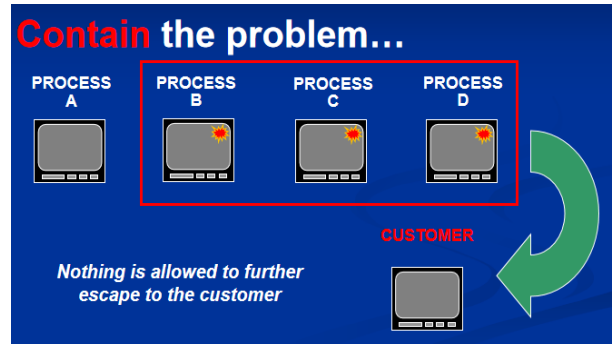 Contain the problem…
PROCESS
A
PROCESS
B
PROCESS
C
PROCESS
D
CUSTOMER
Nothing is allowed to further
escape to the customer